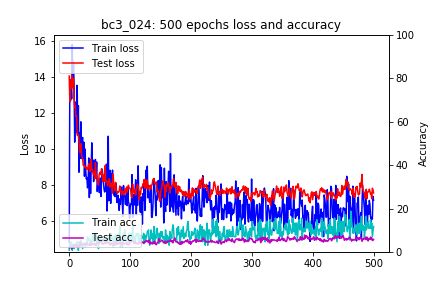 bc3_024: 500 epochs loss and accuracy
Train loss
Test loss
Train acc
Test acc
Loss
Accuracy
16
14
12
10
8
6
100
80
60
40
20
0
0 100 200 300 400 500